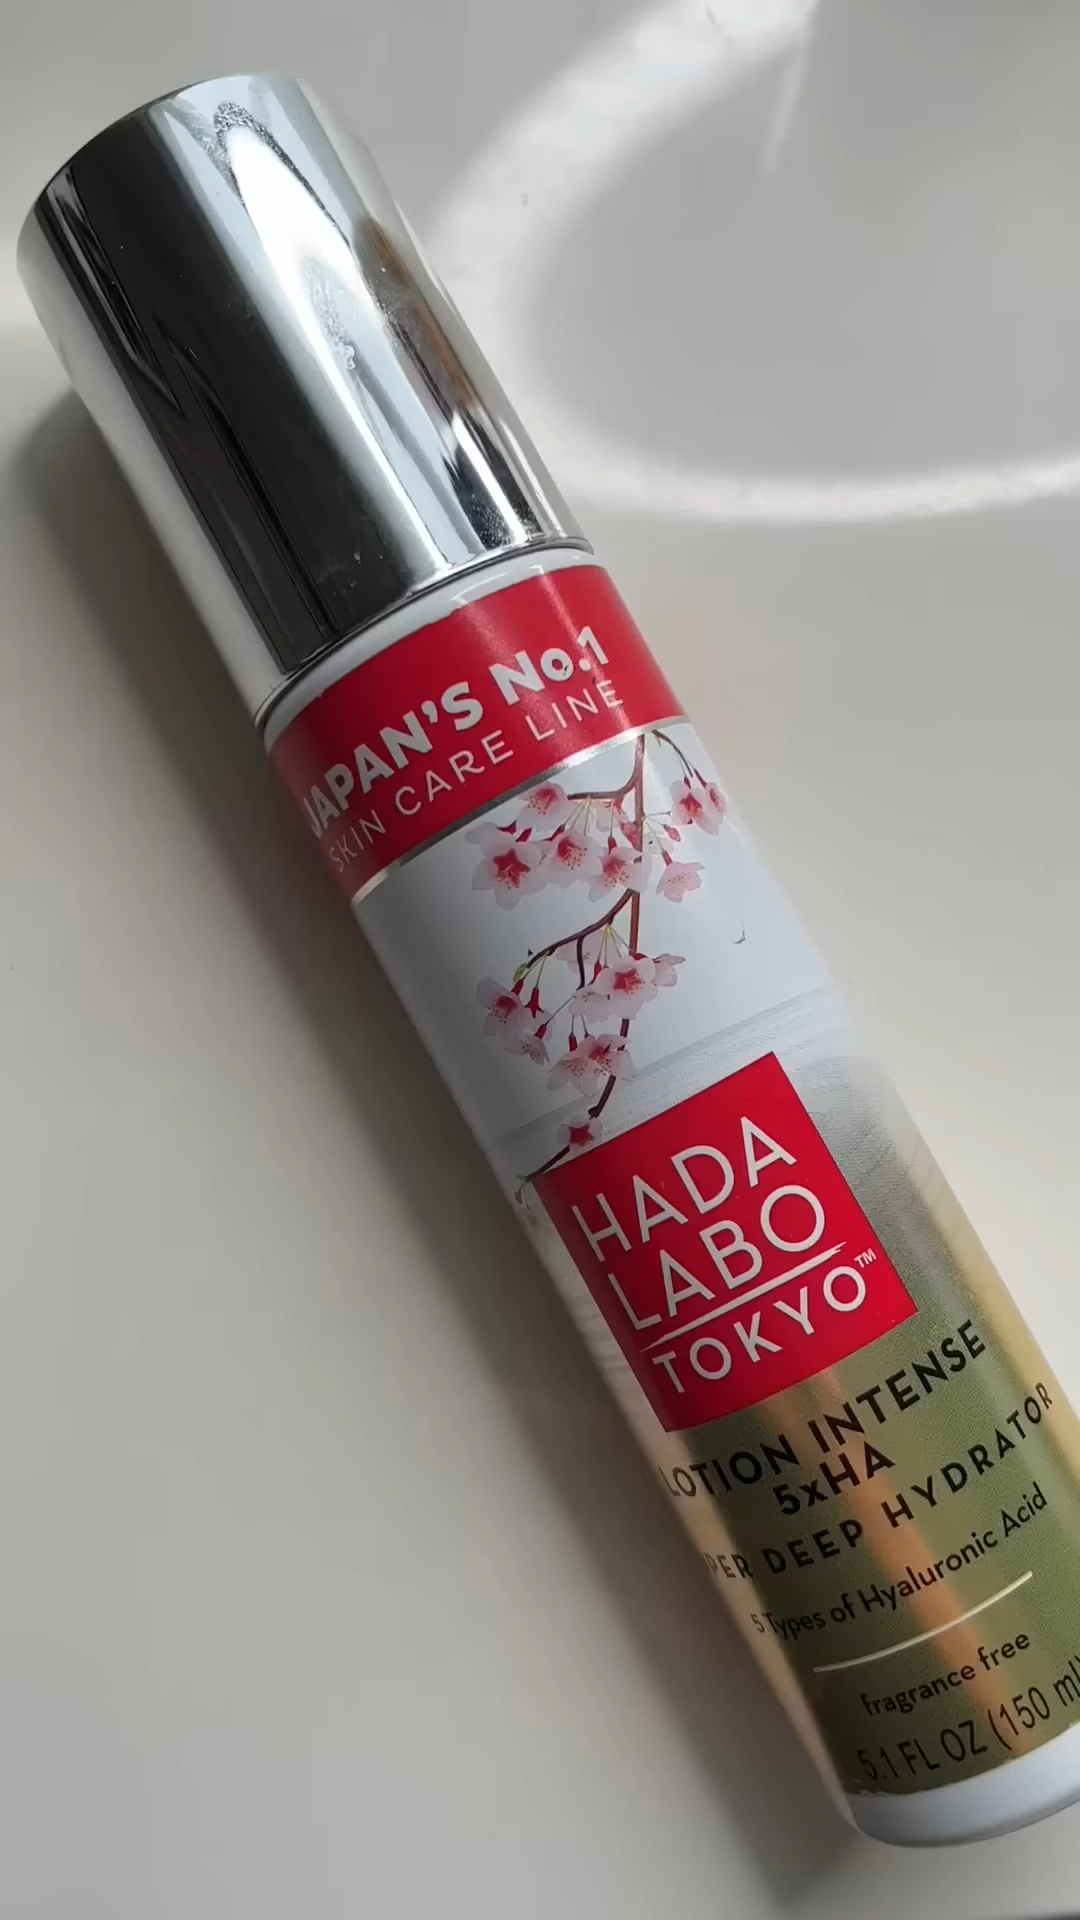 JAPAN'S No.1
SKIN CARE LINE
HADA
LABO
TOKYO™
LOTION INTENSE
5xHA
DEEP HYDRATOR
5 Types of Hyaluronic Acid
fragrance free
5.1 FL OZ (150 ml)